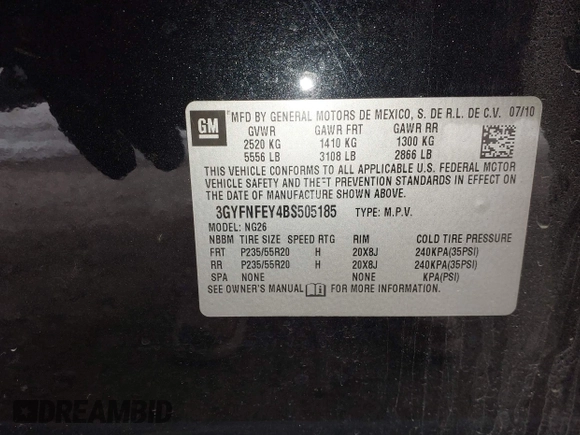 GM
MFD BY GENERAL MOTORS DE MEXICO, S. DE R.L. DE C.V. 07/10
GVWR GAWR FRT GAWR RR
2520 KG 1410 KG 1300 KG
5556 LB 3108 LB 2866 LB
THIS VEHICLE CONFORMS TO ALL APPLICABLE U.S. FEDERAL MOTOR
VEHICLE SAFETY AND THEFT PREVENTION STANDARDS IN EFFECT ON
THE DATE OF MANUFACTURE SHOWN ABOVE.
3GYFNFEY4BS505185 TYPE: M.P.V.
MODEL: NG26
NBBM TIRE SIZE SPEED RTG RIM COLD TIRE PRESSURE
FRT P235/55R20 H 20X8J 240KPA(35PSI)
RR P235/55R20 H 20X8J 240KPA(35PSI)
SPA NONE NONE KPA(PSI)
SEE OWNER'S MANUAL FOR MORE INFORMATION.
DREAMBID